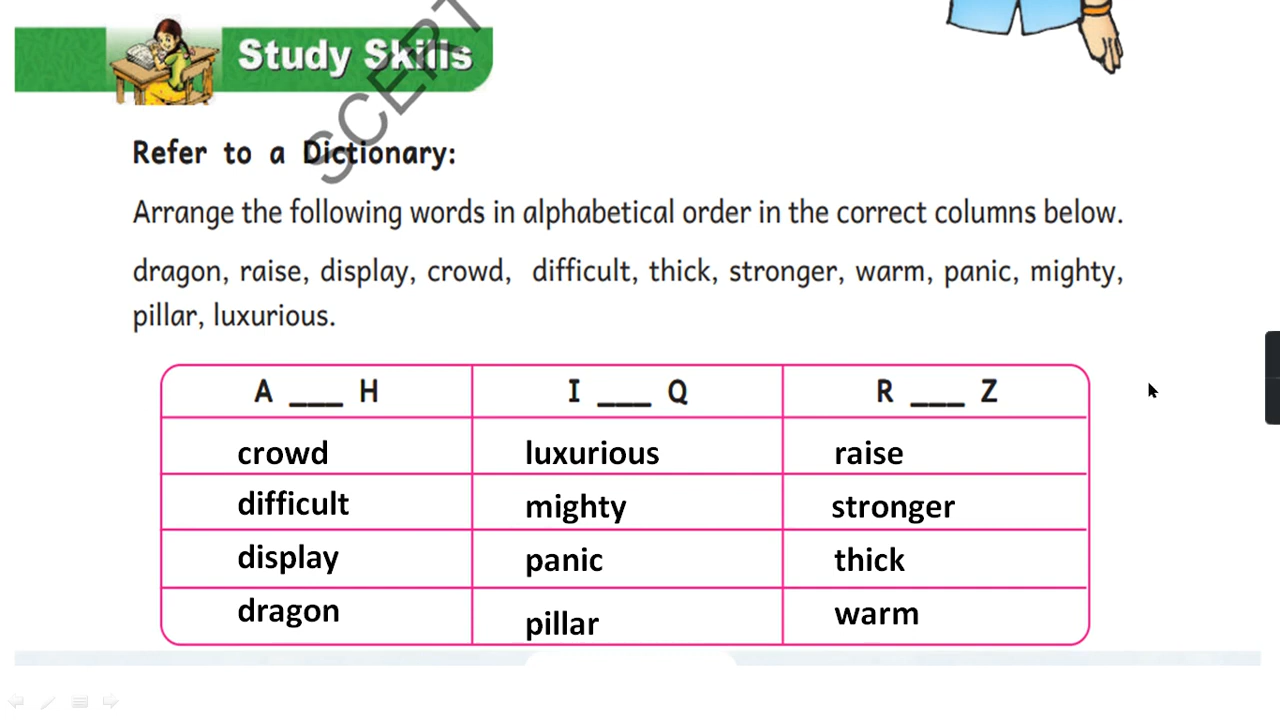 Study Skills
SCERT
Refer to a Dictionary:
Arrange the following words in alphabetical order in the correct columns below.
dragon, raise, display, crowd, difficult, thick, stronger, warm, panic, mighty,
pillar, luxurious.
A ___ H I ___ Q R ___ Z
crowd luxurious raise
difficult mighty stronger
display panic thick
dragon pillar warm